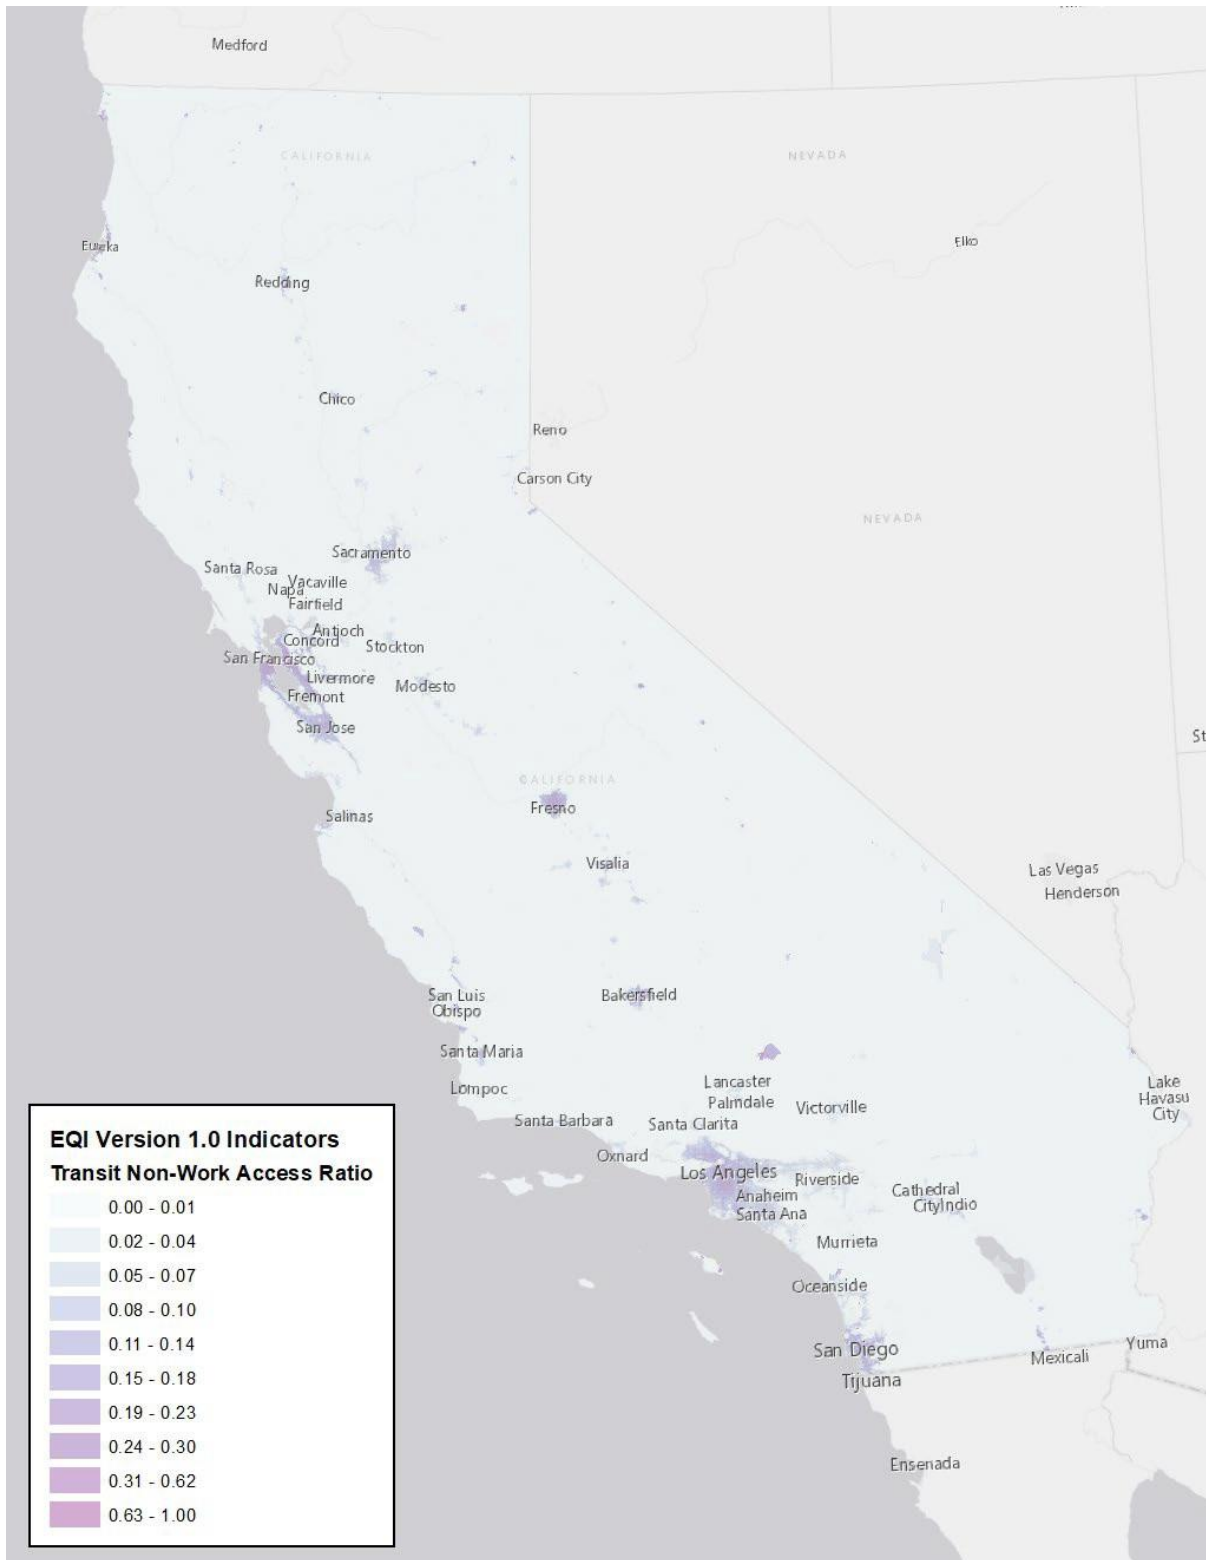 Medford
CALIFORNIA
NEVADA
Eureka
Elko
Redding
Chico
Reno
Carson City
NEVADA
Sacramento
Santa Rosa
Vacaville
Napa
Fairfield
Antioch
Concord
Stockton
San Francisco
Livermore
Modesto
Fremont
San Jose
St
CALIFORNIA
Fresno
Salinas
Visalia
Las Vegas
Henderson
San Luis
Obispo
Bakersfield
Santa Maria
Lancaster
Lompoc
Palmdale
Victorville
Lake
Havasu
City
Santa Barbara
Santa Clarita
Oxnard
Los Angeles
Riverside
Anaheim
Santa Ana
Cathedral
City
Indio
Murrieta
Oceanside
San Diego
Tijuana
Mexicali
Yuma
Ensenada
EQI Version 1.0 Indicators
Transit Non-Work Access Ratio
0.00 - 0.01
0.02 - 0.04
0.05 - 0.07
0.08 - 0.10
0.11 - 0.14
0.15 - 0.18
0.19 - 0.23
0.24 - 0.30
0.31 - 0.62
0.63 - 1.00